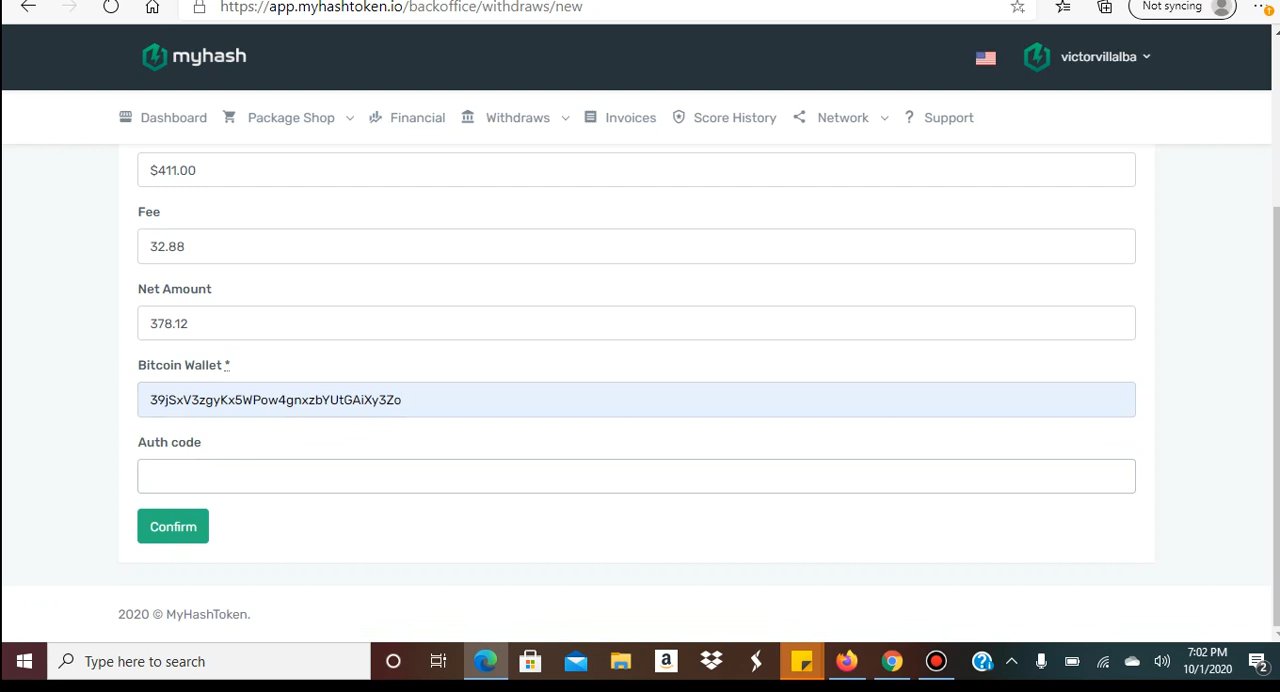 https://app.myhashtoken.io/backoffice/withdraws/new
Not syncing
myhash
victorvillalba
Dashboard
Package Shop
Financial
Withdraws
Invoices
Score History
Network
? Support
$411.00
Fee
32.88
Net Amount
378.12
Bitcoin Wallet *
39jSxV3zgyKx5WPow4gnxzbYUtGAiXy3Zo
Auth code
Confirm
2020 © MyHashToken.
Type here to search
a
?
7:02 PM
10/1/2020
2